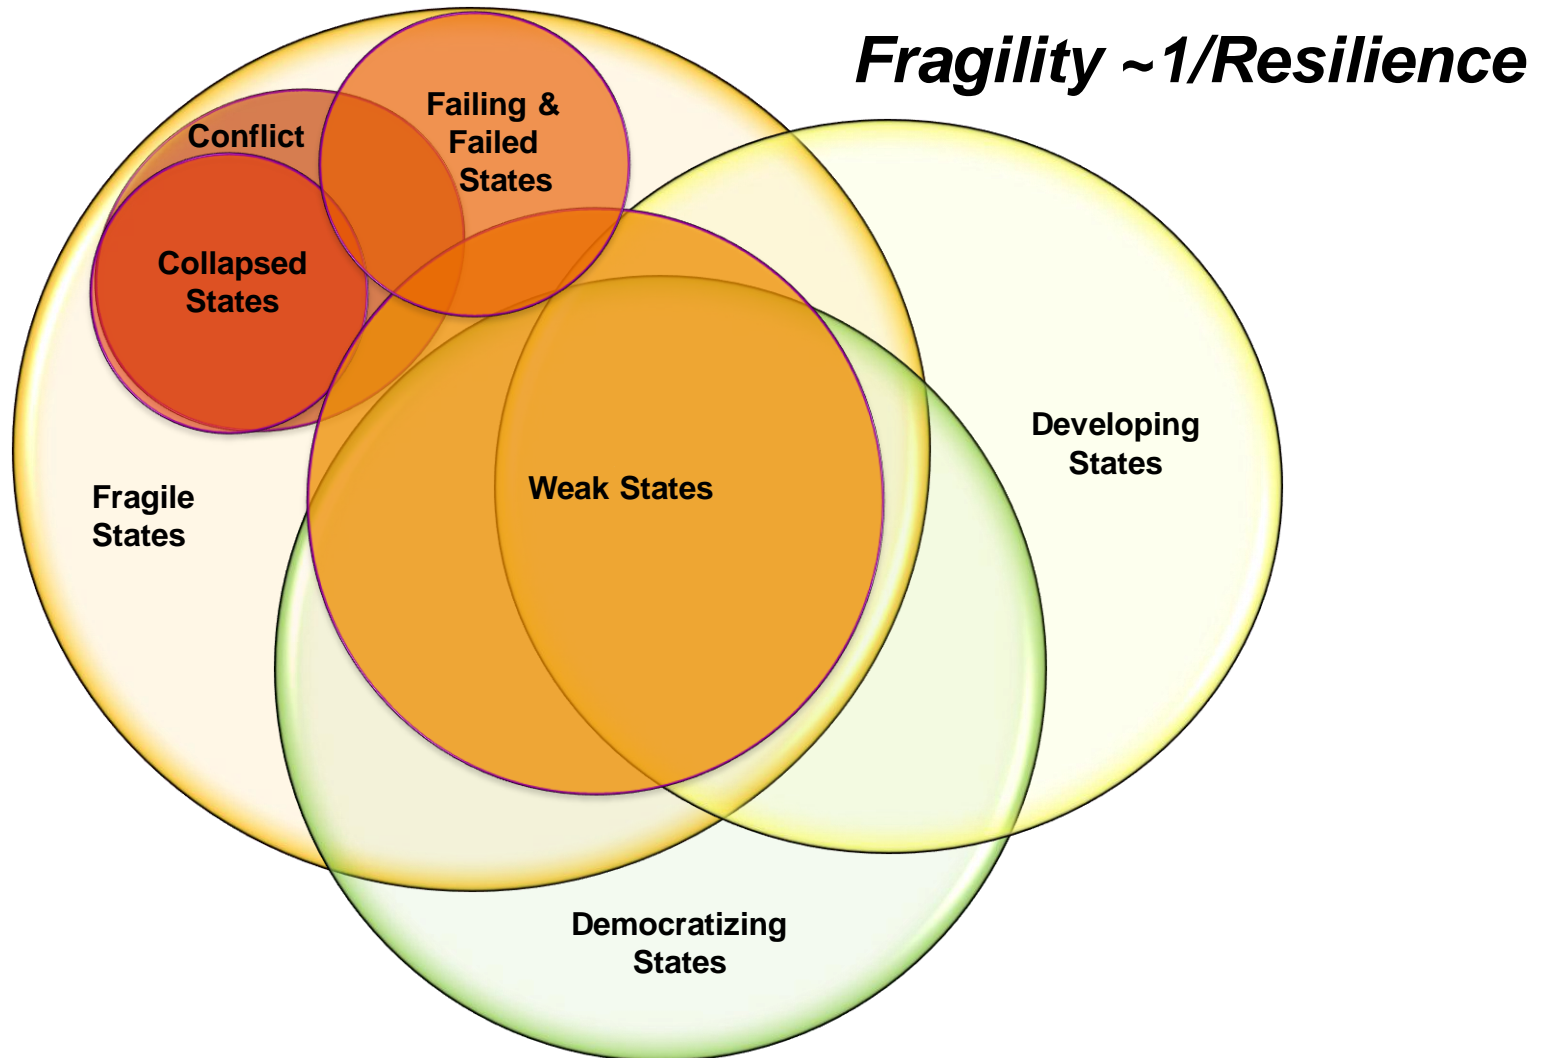 Fragility ~1/Resilience
Failing &
Failed
States
Conflict
Collapsed
States
Developing
States
Weak States
Fragile
States
Democratizing
States